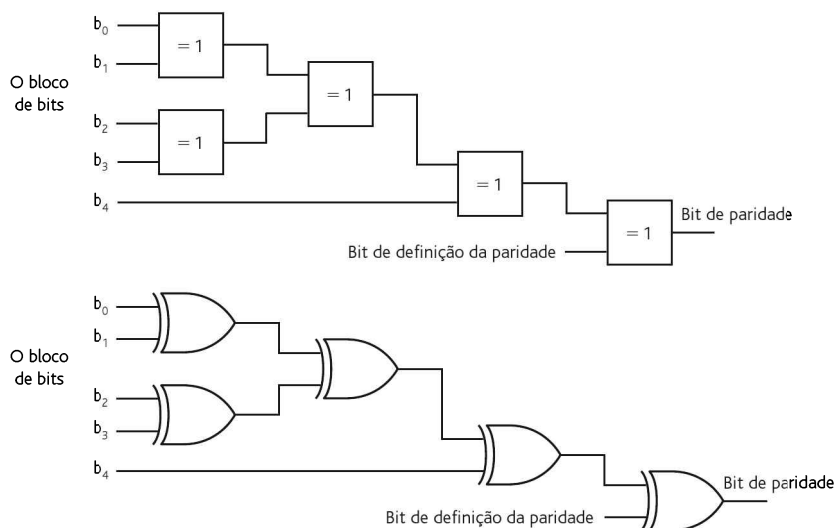 b₀
= 1
b₁
= 1
O bloco
de bits
b₂
= 1
b₃
= 1
b₄
Bit de paridade
= 1
Bit de definição da paridade
b₀
b₁
O bloco
de bits
b₂
b₃
b₄
Bit de paridade
Bit de definição da paridade